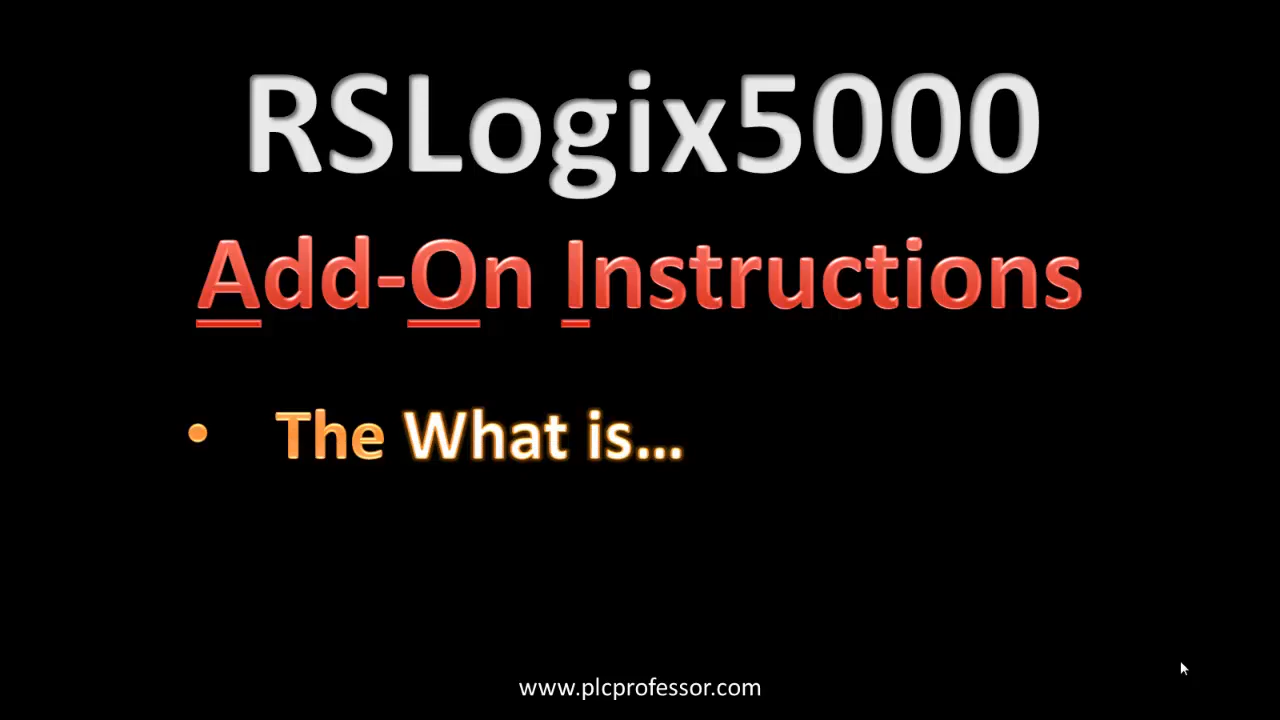 RSLogix5000
Add-On Instructions
• The What is...
www.plcprofessor.com